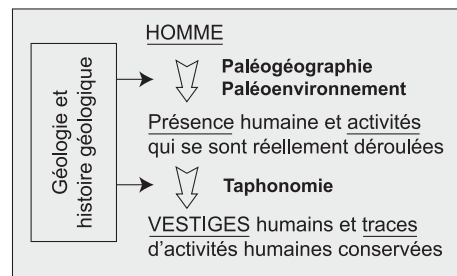 Géologie et
histoire géologique
HOMME
Paléogéographie
Paléoenvironnement
Présence humaine et activités
qui se sont réellement déroulées
Taphonomie
VESTIGES humains et traces
d'activités humaines conservées